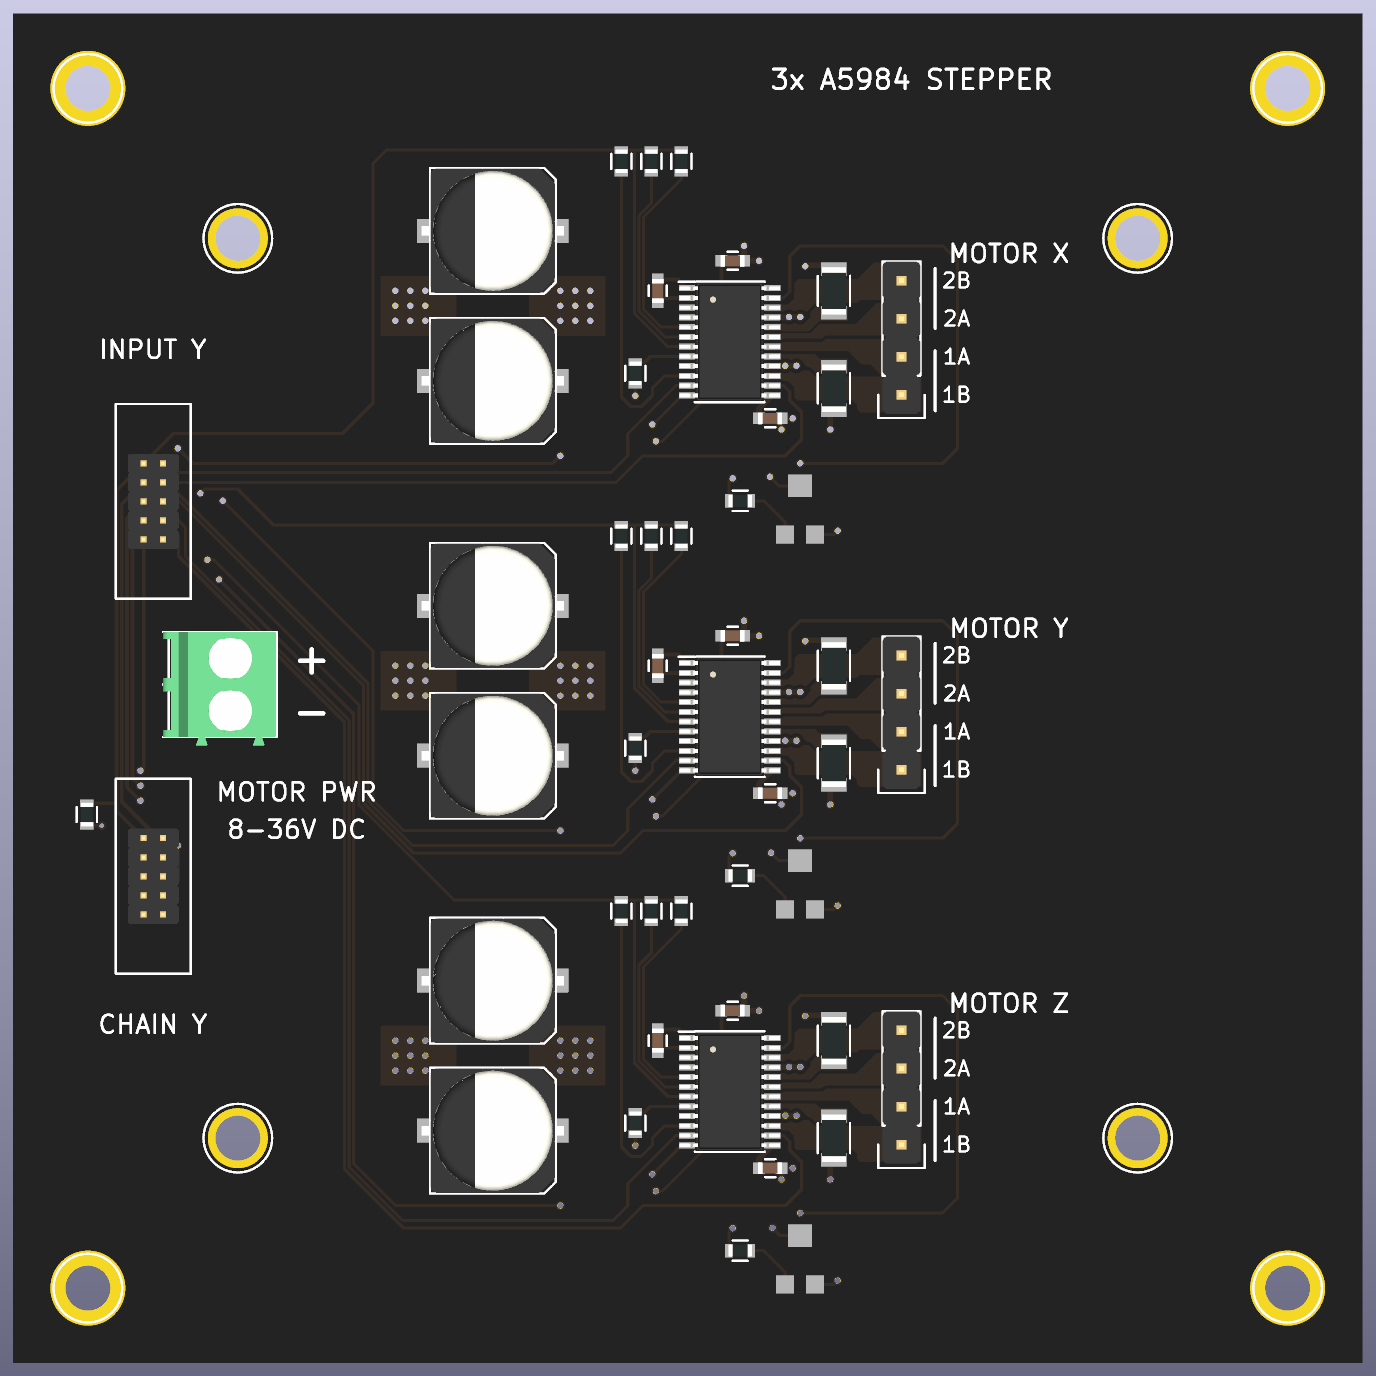 3x A5984 STEPPER
MOTOR X
2B
2A
1A
1B
INPUT Y
MOTOR Y
2B
2A
1A
1B
+
−
MOTOR PWR
8-36V DC
CHAIN Y
MOTOR Z
2B
2A
1A
1B